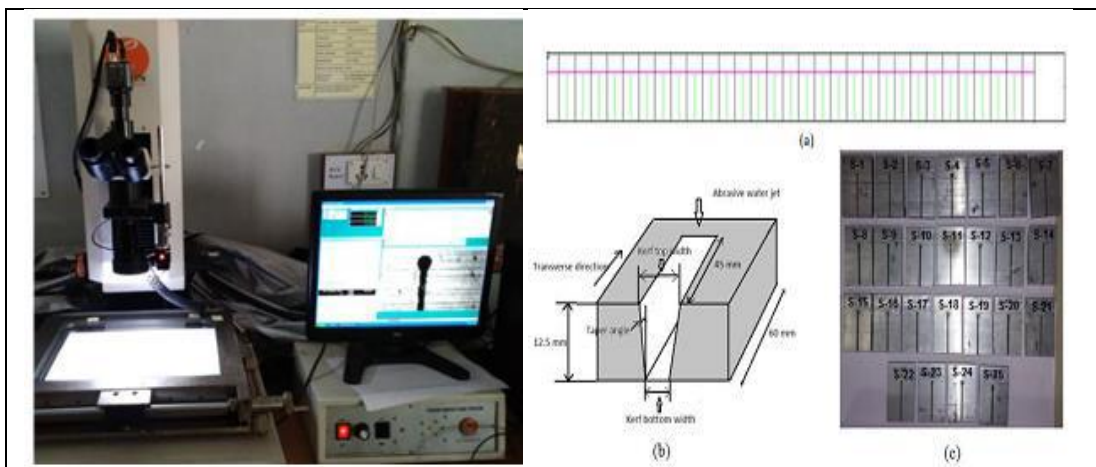 (a)
Abrasive water jet
Kerf top width
45 mm
Transverse direction
Taper angle
12.5 mm
60 mm
Kerf bottom width
(b)
S-1 S-2 S-3 S-4 S-5 S-6 S-7
S-8 S-9 S-10 S-11 S-12 S-13 S-14
S-15 S-16 S-17 S-18 S-19 S-20 S-21
S-22 S-23 S-24 S-25
(c)